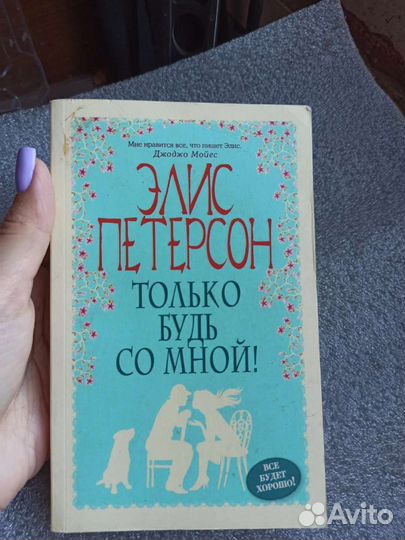 Мне нравится все, что пишет Элис.
Джоджо Мойес
ЭЛИС
ПЕТЕРСОН
ТОЛЬКО
БУДЬ
СО МНОЙ!
ВСЕ
БУДЕТ
ХОРОШО!
Avito